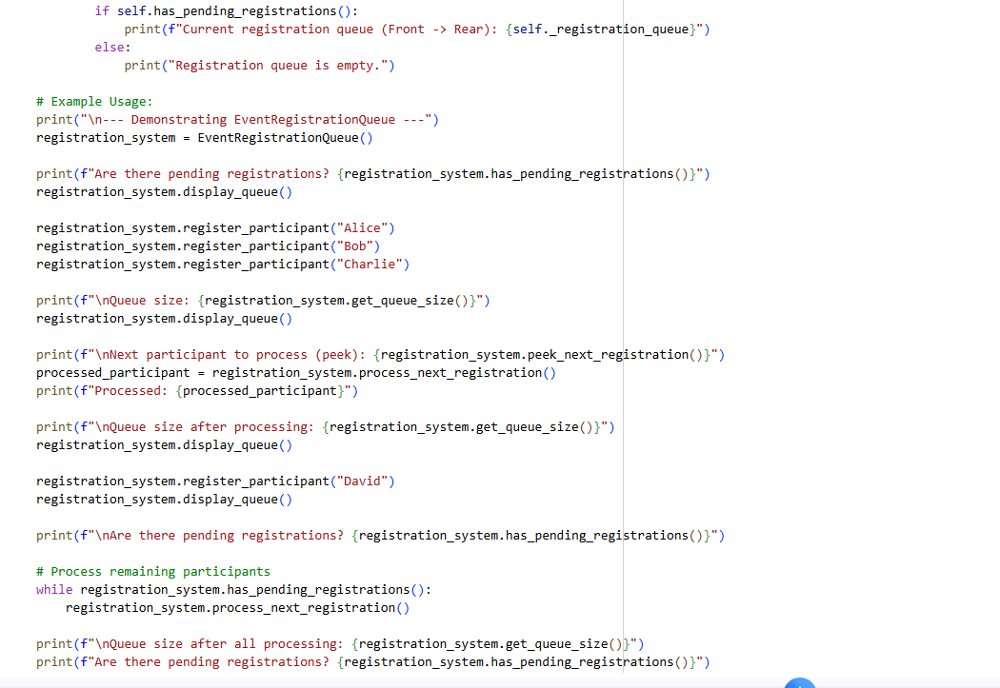 if self.has_pending_registrations():
            print(f"Current registration queue (Front -> Rear): {self._registration_queue}")
        else:
            print("Registration queue is empty.")

# Example Usage:
print("\n--- Demonstrating EventRegistrationQueue ---")
registration_system = EventRegistrationQueue()

print(f"Are there pending registrations? {registration_system.has_pending_registrations()}")
registration_system.display_queue()

registration_system.register_participant("Alice")
registration_system.register_participant("Bob")
registration_system.register_participant("Charlie")

print(f"\nQueue size: {registration_system.get_queue_size()}")
registration_system.display_queue()

print(f"\nNext participant to process (peek): {registration_system.peek_next_registration()}")
processed_participant = registration_system.process_next_registration()
print(f"Processed: {processed_participant}")

print(f"\nQueue size after processing: {registration_system.get_queue_size()}")
registration_system.display_queue()

registration_system.register_participant("David")
registration_system.display_queue()

print(f"\nAre there pending registrations? {registration_system.has_pending_registrations()}")

# Process remaining participants
while registration_system.has_pending_registrations():
    registration_system.process_next_registration()

print(f"\nQueue size after all processing: {registration_system.get_queue_size()}")
print(f"Are there pending registrations? {registration_system.has_pending_registrations()}")